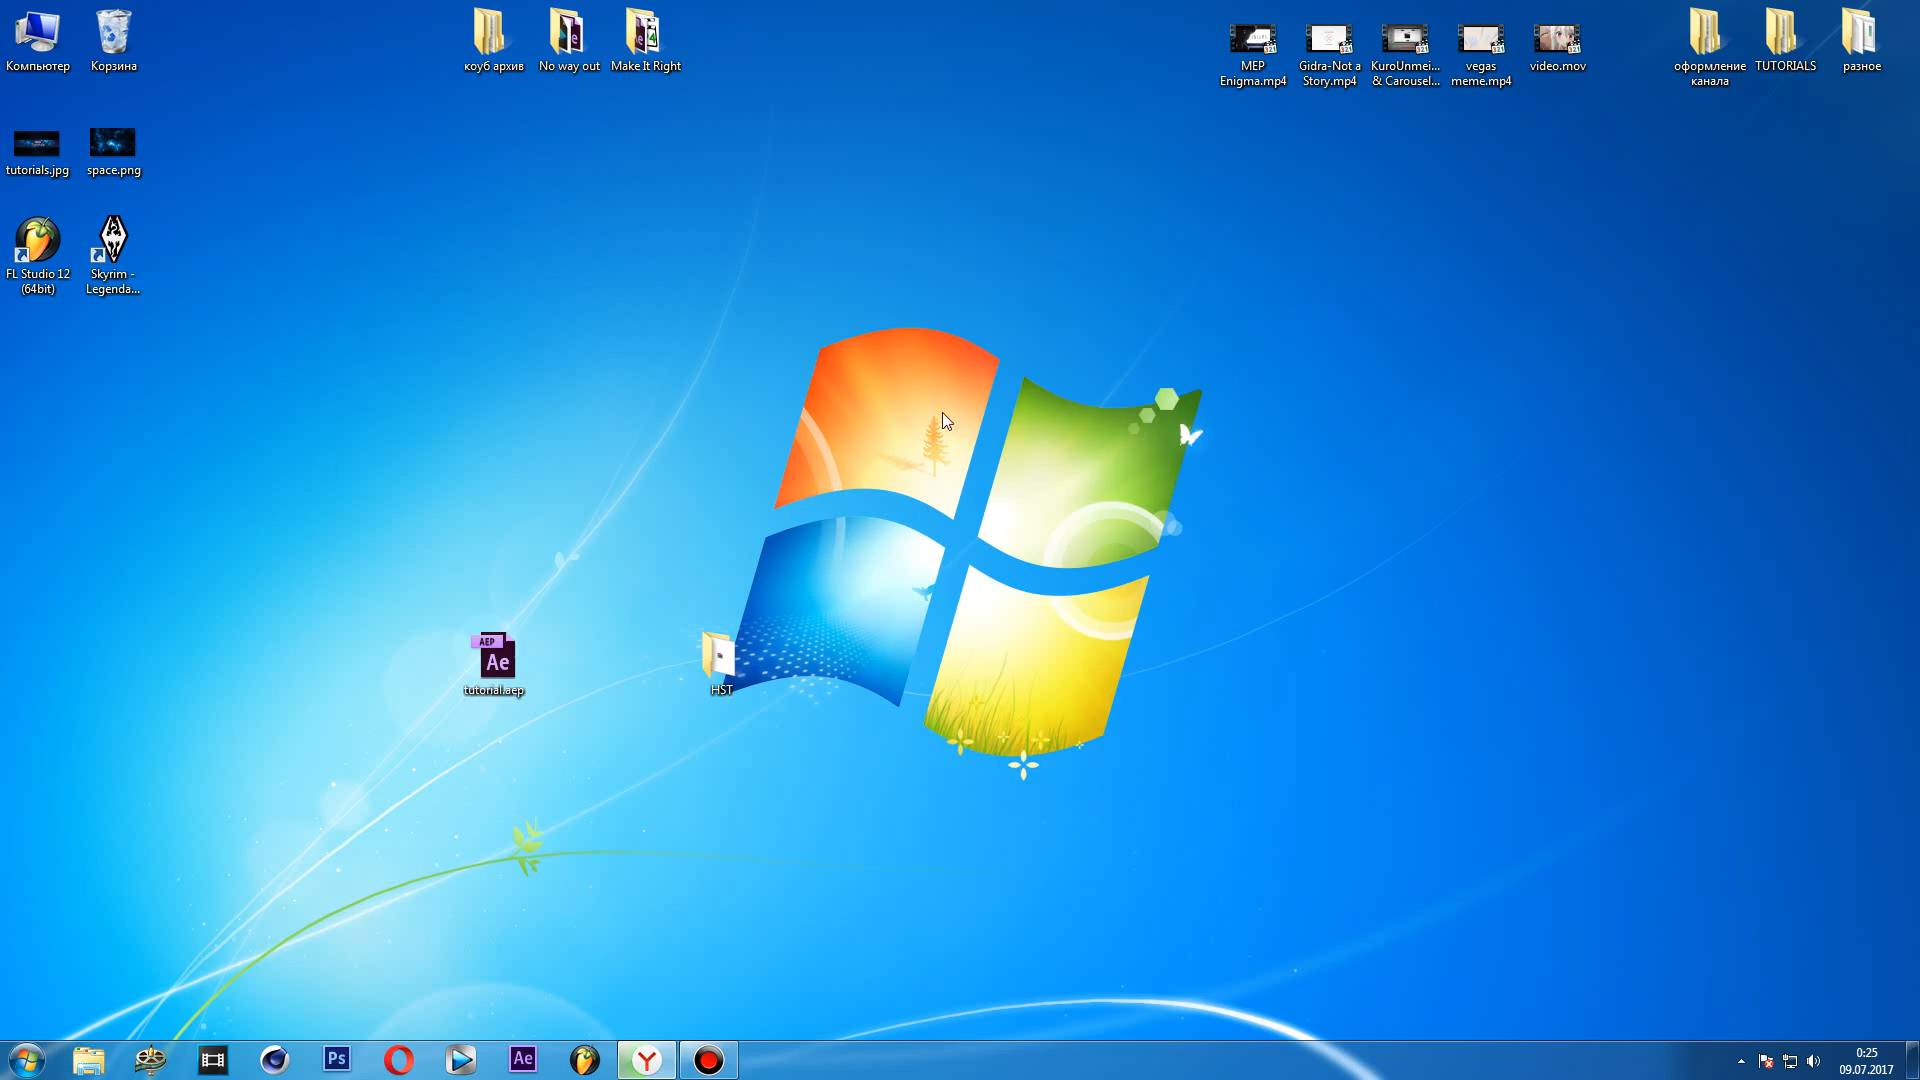 Компьютер
Корзина
коуб архив
No way out
Make It Right
MEP
Enigma.mp4
Gidra-Not a
Story.mp4
KuroUnmei...
& Carousel...
vegas
meme.mp4
video.mov
оформление
канала
TUTORIALS
разное
tutorials.jpg
space.png
FL Studio 12
(64bit)
Skyrim -
Legenda...
AEP
Ae
tutorial.aep
HST
Ps
Ae
0:25
09.07.2017